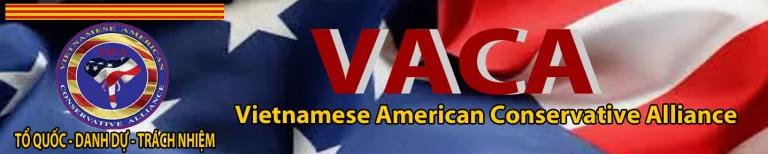 VACA
Vietnamese American Conservative Alliance
VIETNAMESE AMERICAN
VACA
CONSERVATIVE ALLIANCE
TỔ QUỐC - DANH DỰ - TRÁCH NHIỆM